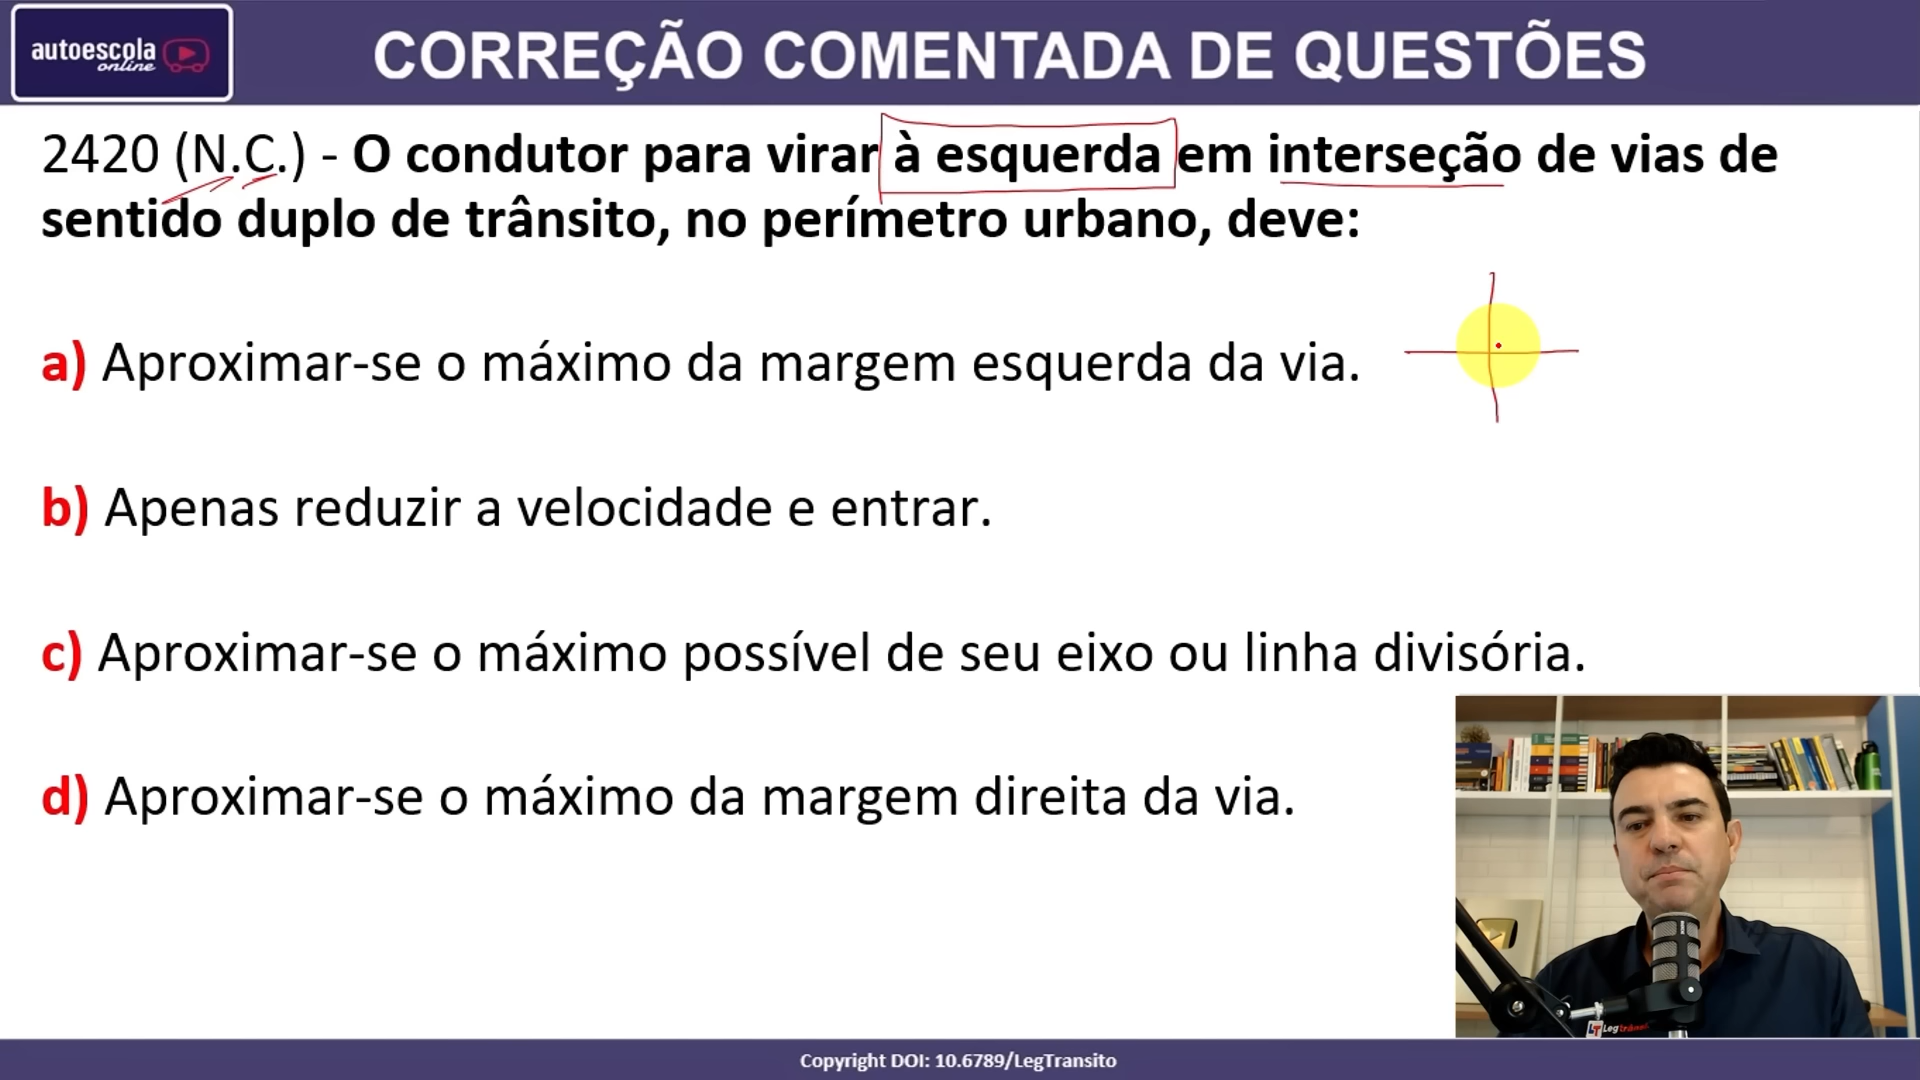 autoescola
online
CORREÇÃO COMENTADA DE QUESTÕES
2420 (N.C.) - O condutor para virar à esquerda em interseção de vias de
sentido duplo de trânsito, no perímetro urbano, deve:
a) Aproximar-se o máximo da margem esquerda da via.
b) Apenas reduzir a velocidade e entrar.
c) Aproximar-se o máximo possível de seu eixo ou linha divisória.
d) Aproximar-se o máximo da margem direita da via.
LT LegTrânsito
Copyright DOI: 10.6789/LegTransito